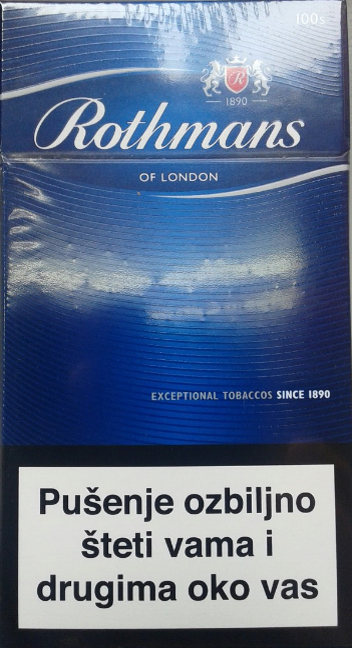 100s
R
1890
Rothmans
OF LONDON
EXCEPTIONAL TOBACCOS SINCE 1890
Pušenje ozbiljno
šteti vama i
drugima oko vas